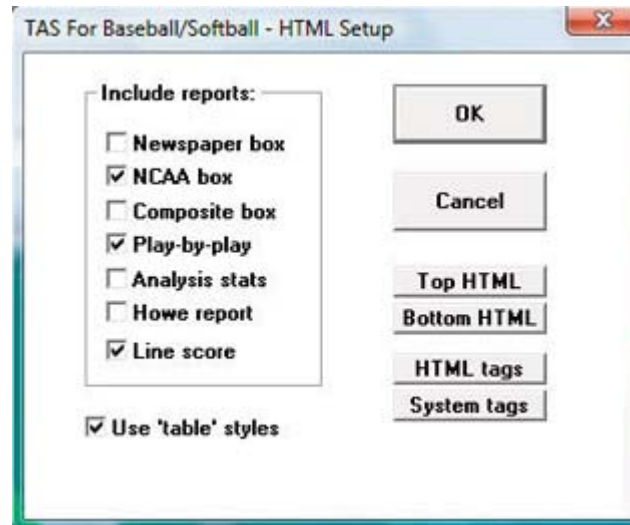 TAS For Baseball/Softball - HTML Setup
Include reports:
Newspaper box
NCAA box
Composite box
Play-by-play
Analysis stats
Howe report
Line score
Use 'table' styles
OK
Cancel
Top HTML
Bottom HTML
HTML tags
System tags